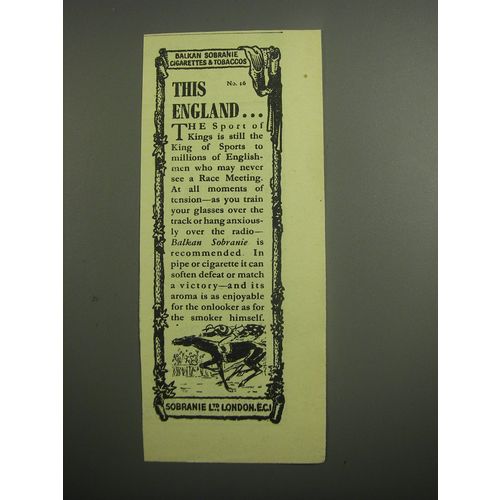 BALKAN SOBRANIE
CIGARETTES & TOBACCOS
No. 16
THIS
ENGLAND...
THE Sport of
Kings is still the
King of Sports to
millions of English-
men who may never
see a Race Meeting.
At all moments of
tension—as you train
your glasses over the
track or hang anxious-
ly over the radio—
Balkan Sobranie is
recommended. In
pipe or cigarette it can
soften defeat or match
a victory—and its
aroma is as enjoyable
for the onlooker as for
the smoker himself.
SOBRANIE LTD. LONDON. E.C.1